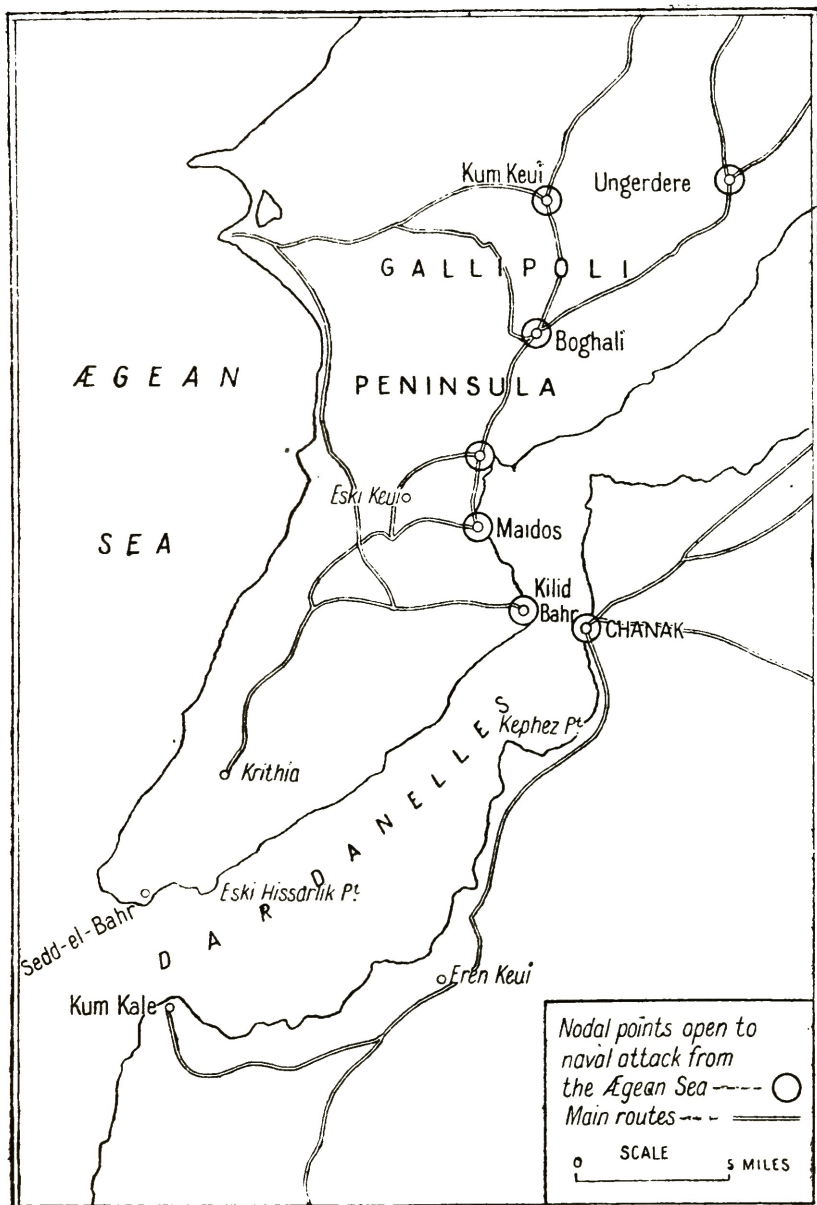 Kum Keui
Ungerdere
GALLIPOLI
Boghali
ÆGEAN
PENINSULA
Eski Keui
SEA
Maidos
Kilid
Bahr
CHANAK
Kephez Pt.
Krithia
DARDANELLES
Eski Hissarlik Pt.
Sedd-el-Bahr
Eren Keui
Kum Kale
Nodal points open to
naval attack from
the Ægean Sea
Main routes
SCALE
0 5 MILES